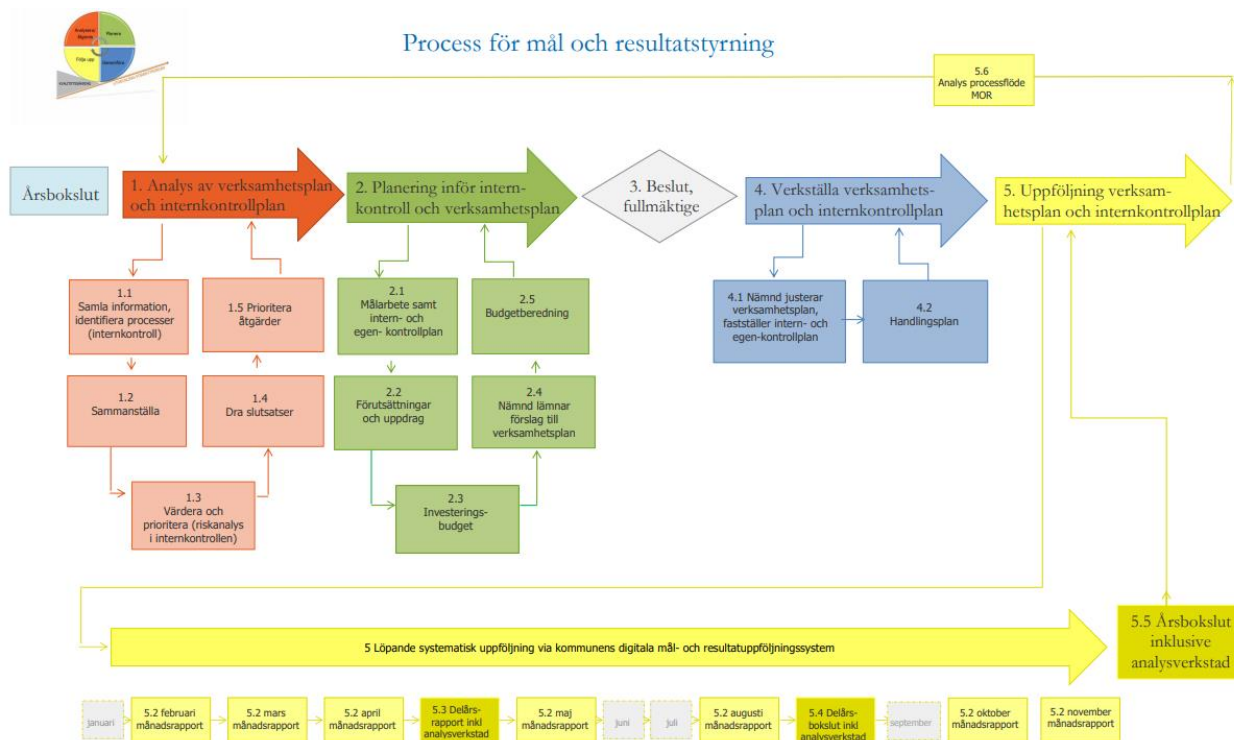 Process för mål och resultatstyrning
Analysera
Åtgärda
Planera
Följa upp
5.6
Analys processflöde
MOR
Årsbokslut
1. Analys av verksamhetsplan
och internkontrollplan
2. Planering inför intern-
kontroll och verksamhetsplan
3. Beslut,
fullmäktige
4. Verkställa verksamhets-
plan och internkontrollplan
5. Uppföljning verksam-
hetsplan och internkontrollplan
1.1
Samla information,
identifiera processer
(internkontroll)
1.5 Prioritera
åtgärder
1.2
Sammanställa
1.4
Dra slutsatser
1.3
Värdera och
prioritera (riskanalys
i internkontrollen)
2.1
Målarbete samt
intern- och
egen- kontrollplan
2.5
Budgetberedning
2.2
Förutsättningar
och uppdrag
2.4
Nämnd lämnar
förslag till
verksamhetsplan
2.3
Investerings-
budget
4.1 Nämnd justerar
verksamhetsplan,
fastställer intern- och
egen-kontrollplan
4.2
Handlingsplan
5 Löpande systematisk uppföljning via kommunens digitala mål- och resultatuppföljningssystem
5.5 Årsbokslut
inklusive
analysverkstad
januari
5.2 februari
månadsrapport
5.2 mars
månadsrapport
5.2 april
månadsrapport
5.3 Delårs-
rapport inkl
analysverkstad
5.2 maj
månadsrapport
juni
juli
5.2 augusti
månadsrapport
5.4 Delårs-
bokslut inkl
analysverkstad
september
5.2 oktober
månadsrapport
5.2 november
månadsrapport